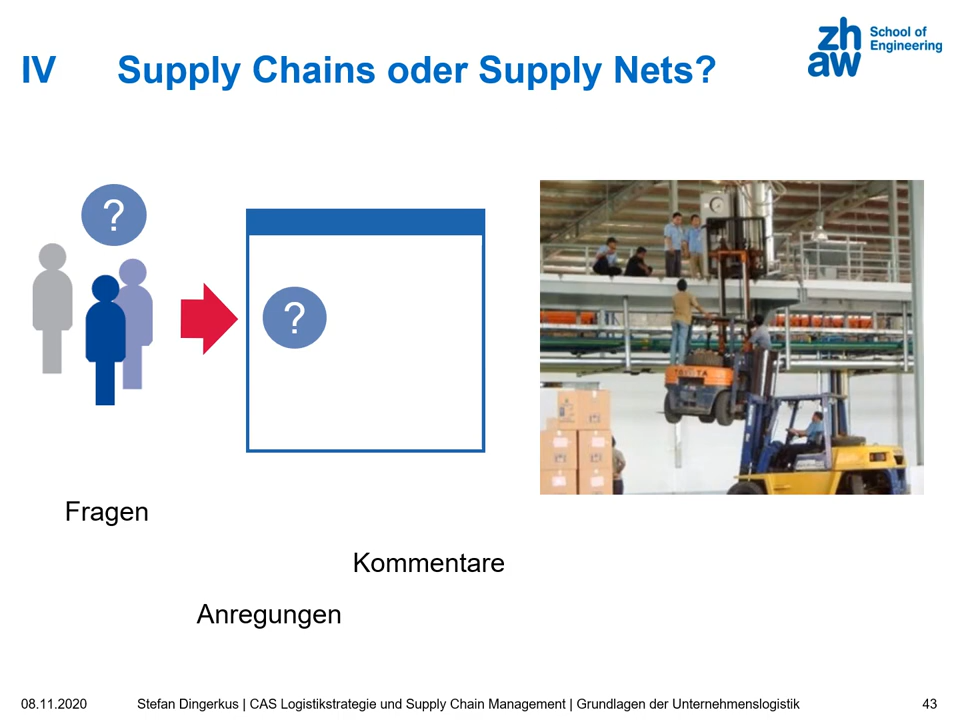 zh
aw
School of
Engineering
IV Supply Chains oder Supply Nets?
?
?
TOYOTA
Fragen
Kommentare
Anregungen
08.11.2020 Stefan Dingerkus | CAS Logistikstrategie und Supply Chain Management | Grundlagen der Unternehmenslogistik 43